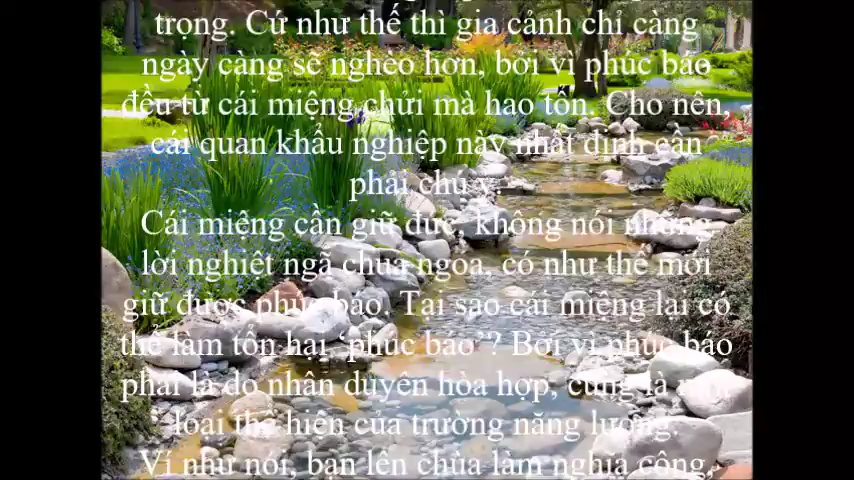 trọng. Cứ như thế thì gia cảnh chỉ càng
ngày càng sẽ nghèo hơn, bởi vì phúc báo
đều từ cái miệng chửi mà hao tổn. Cho nên,
cái quan khẩu nghiệp này nhất định cần
phải chú ý.
Cái miệng cần giữ đức, không nói những
lời nghiệt ngã chua ngoa, có như thế mới
giữ được phúc báo. Tại sao cái miệng lại có
thể làm tổn hại ‘phúc báo’? Bởi vì phúc báo
phải là do nhân duyên hòa hợp, cũng là một
loại thể hiện của trường năng lượng.
Ví như nói, bạn lên chùa làm nghĩa công,